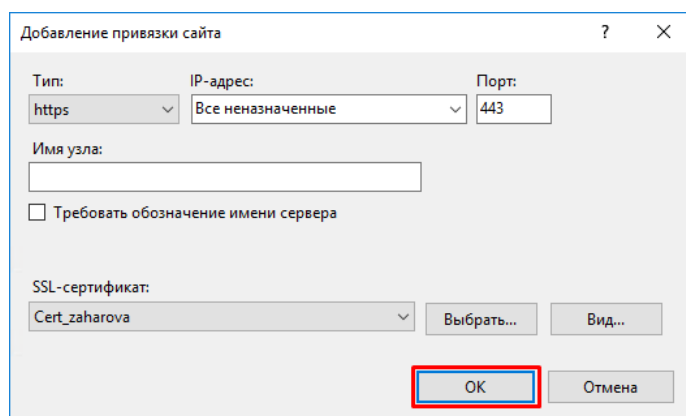 Добавление привязки сайта
?
Тип: IP-адрес: Порт:
https Все неназначенные 443
Имя узла:
Требовать обозначение имени сервера
SSL-сертификат:
Cert_zaharova Выбрать... Вид...
ОК Отмена